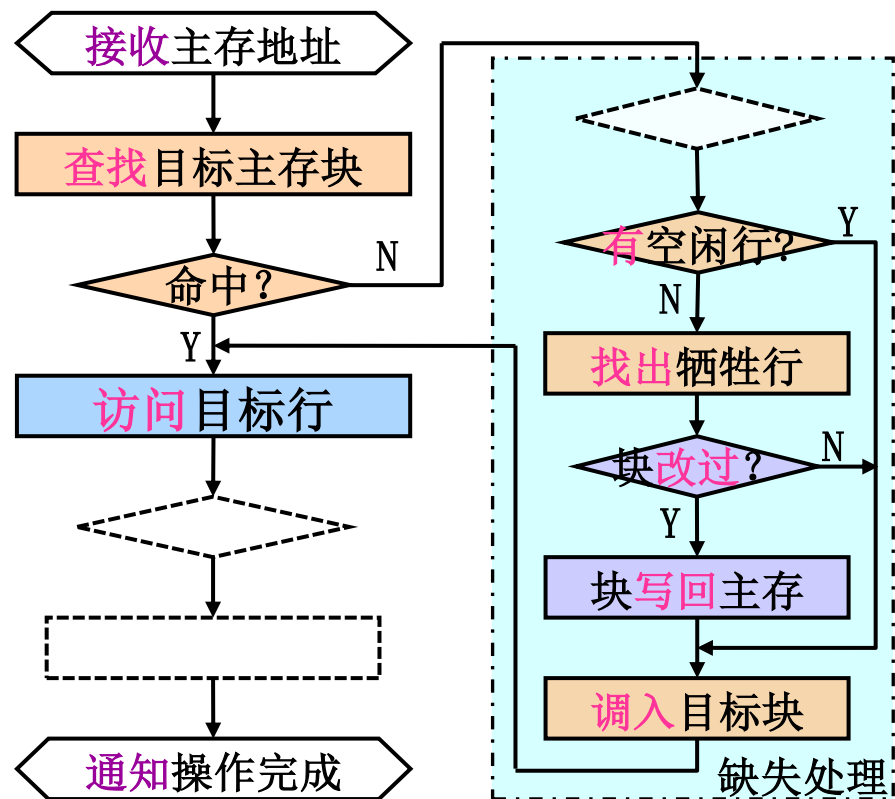 接收主存地址
查找目标主存块
命中?
N
Y
访问目标行
通知操作完成
有空闲行?
Y
N
找出牺牲行
块改过?
N
Y
块写回主存
调入目标块
缺失处理